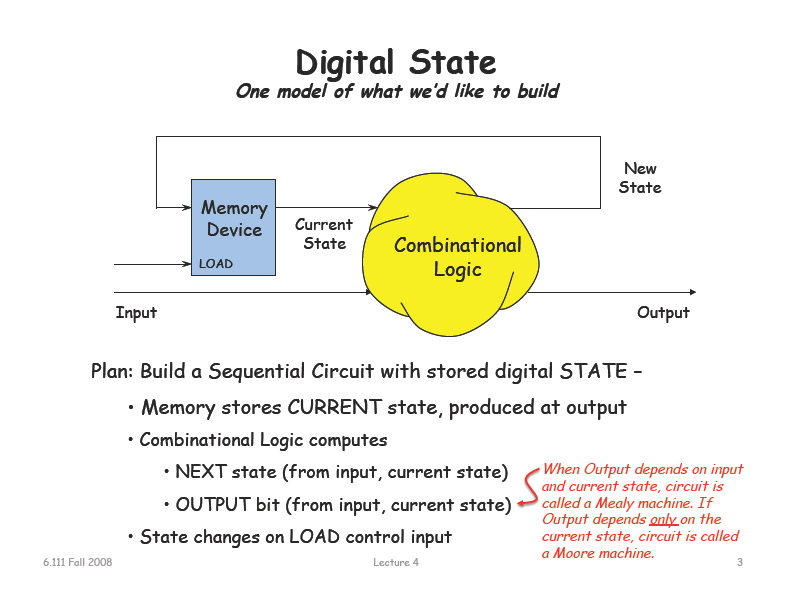 Digital State
One model of what we'd like to build
New
State
Memory
Device
Current
State
LOAD
Combinational
Logic
Input
Output
Plan: Build a Sequential Circuit with stored digital STATE –
• Memory stores CURRENT state, produced at output
• Combinational Logic computes
• NEXT state (from input, current state)
• OUTPUT bit (from input, current state)
• State changes on LOAD control input
When Output depends on input
and current state, circuit is
called a Mealy machine. If
Output depends only on the
current state, circuit is called
a Moore machine.
6.111 Fall 2008
Lecture 4
3